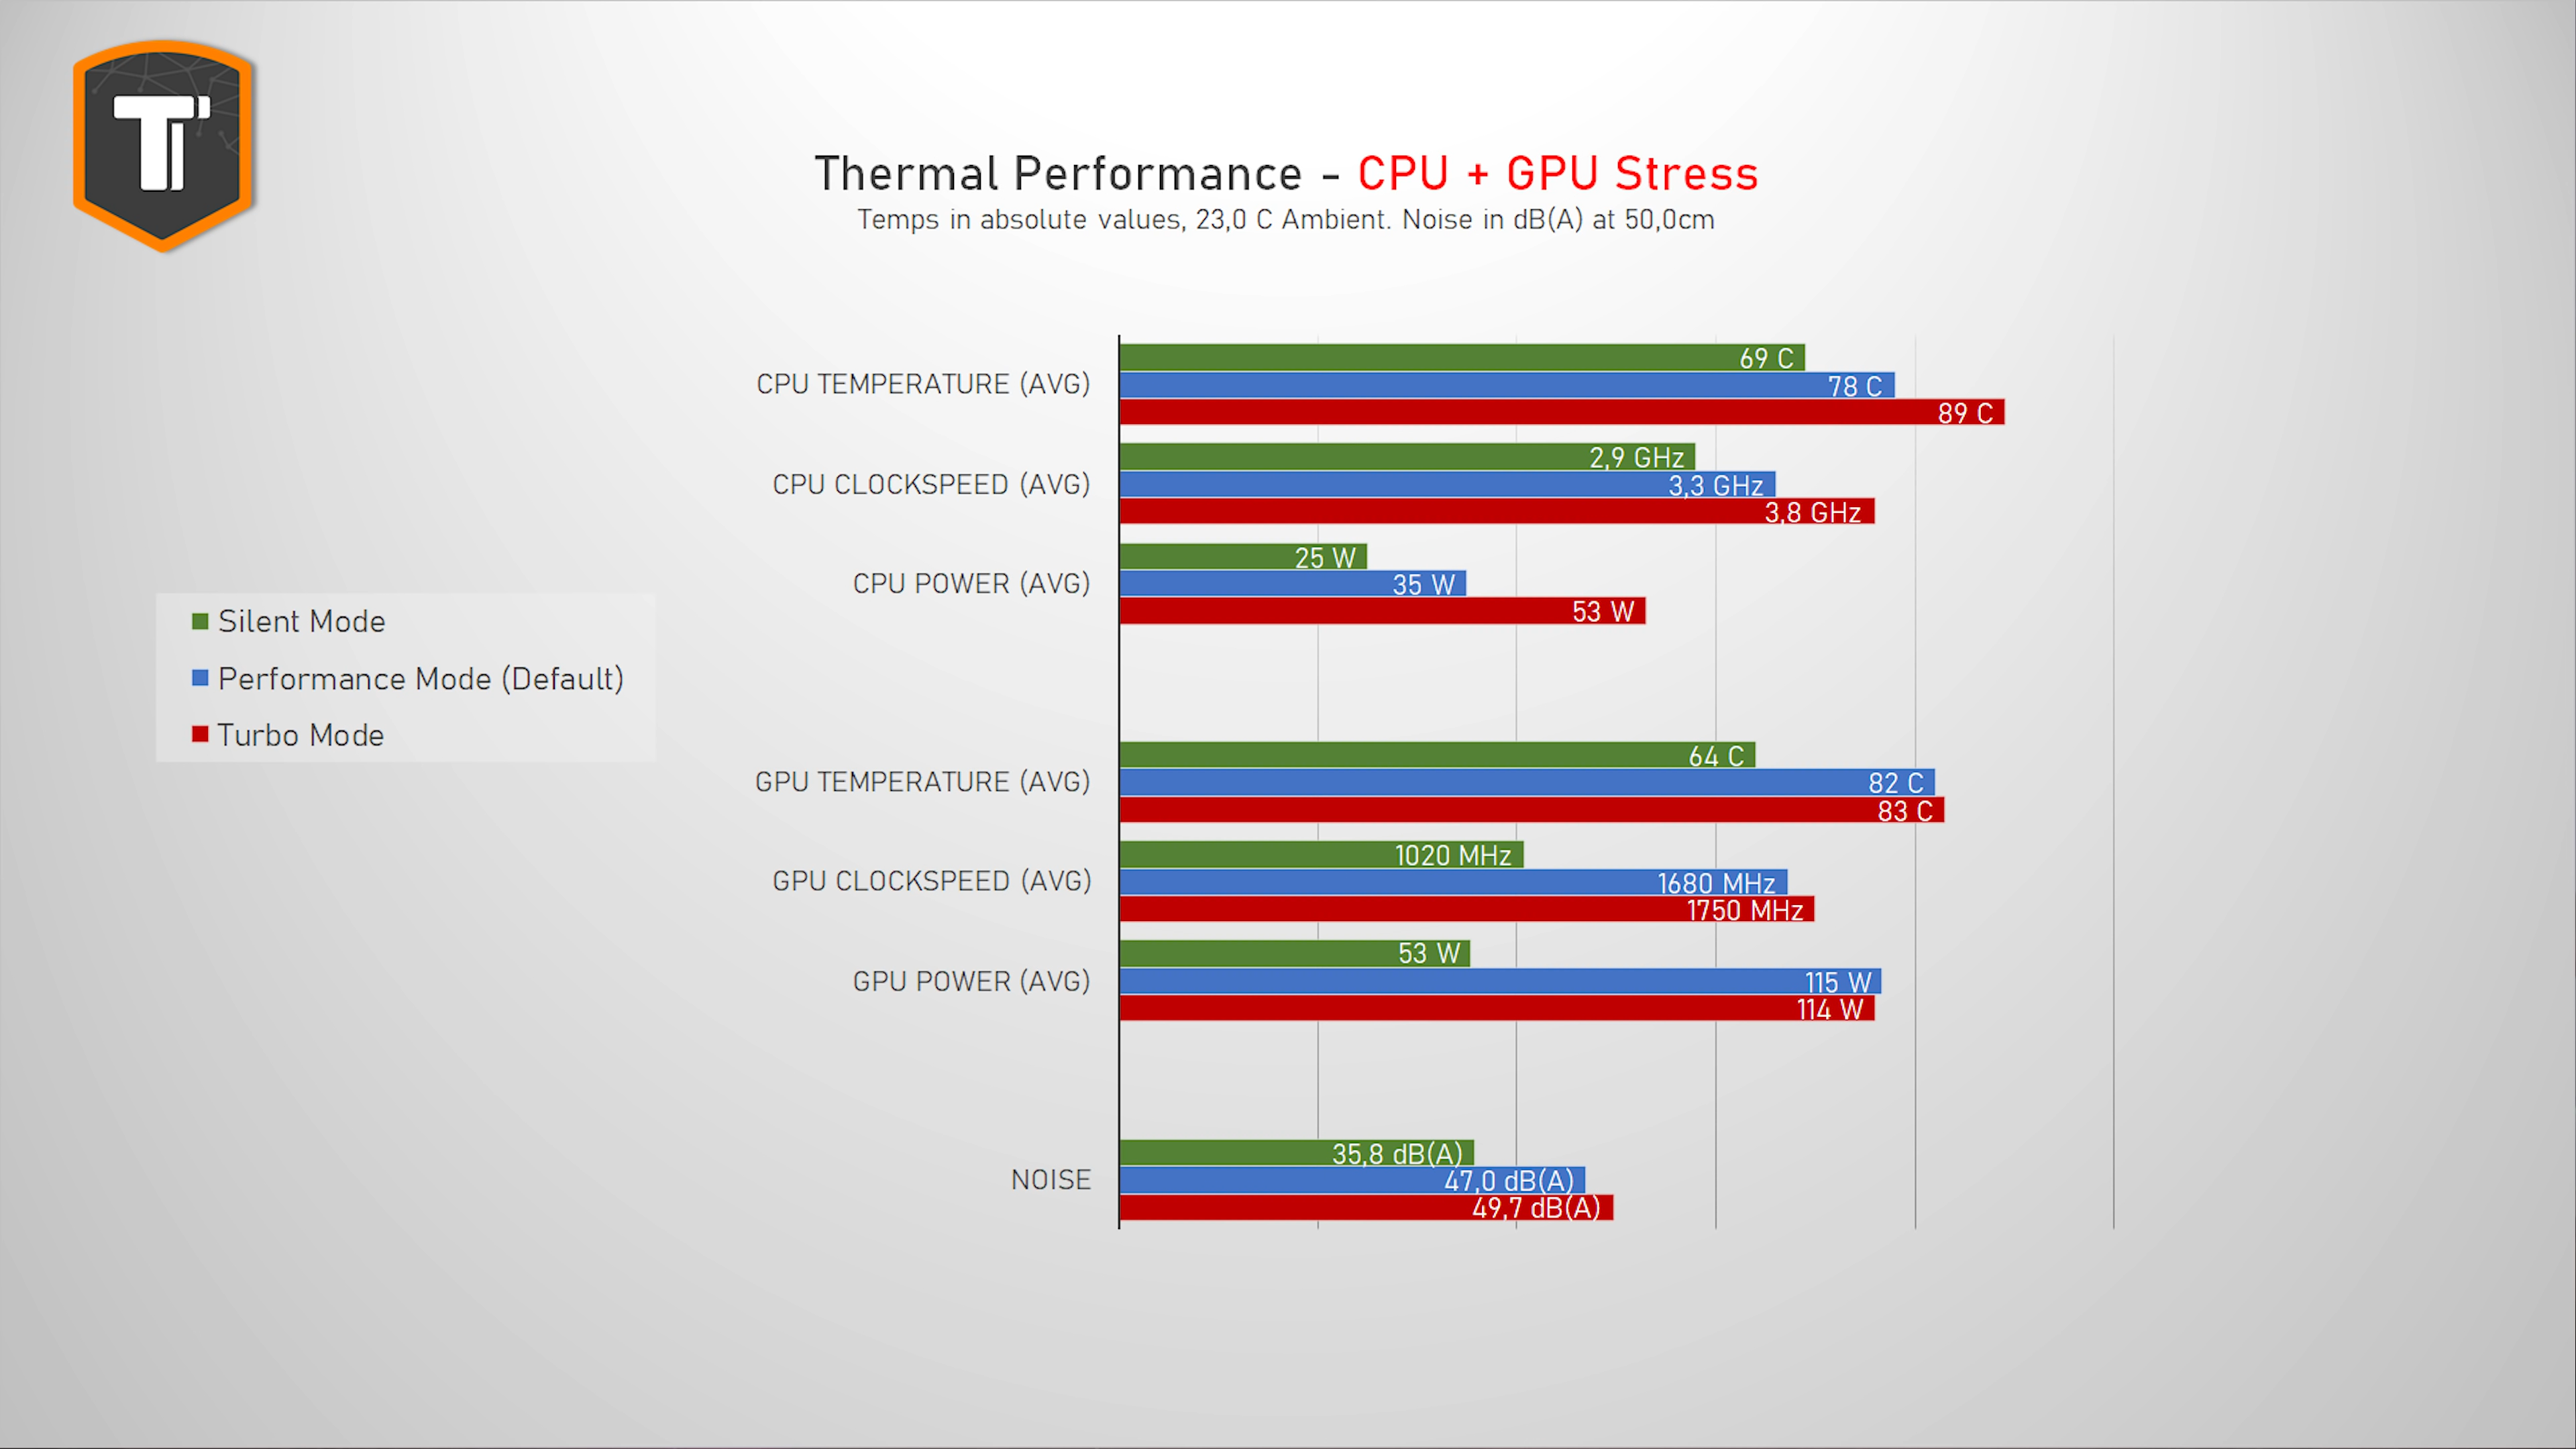 T
Thermal Performance - CPU + GPU Stress
Temps in absolute values, 23,0 C Ambient. Noise in dB(A) at 50,0cm
CPU TEMPERATURE (AVG)
69 C
78 C
89 C
CPU CLOCKSPEED (AVG)
2,9 GHz
3,3 GHz
3,8 GHz
CPU POWER (AVG)
25 W
35 W
53 W
Silent Mode
Performance Mode (Default)
Turbo Mode
GPU TEMPERATURE (AVG)
64 C
82 C
83 C
GPU CLOCKSPEED (AVG)
1020 MHz
1680 MHz
1750 MHz
GPU POWER (AVG)
53 W
115 W
114 W
NOISE
35,8 dB(A)
47,0 dB(A)
49,7 dB(A)